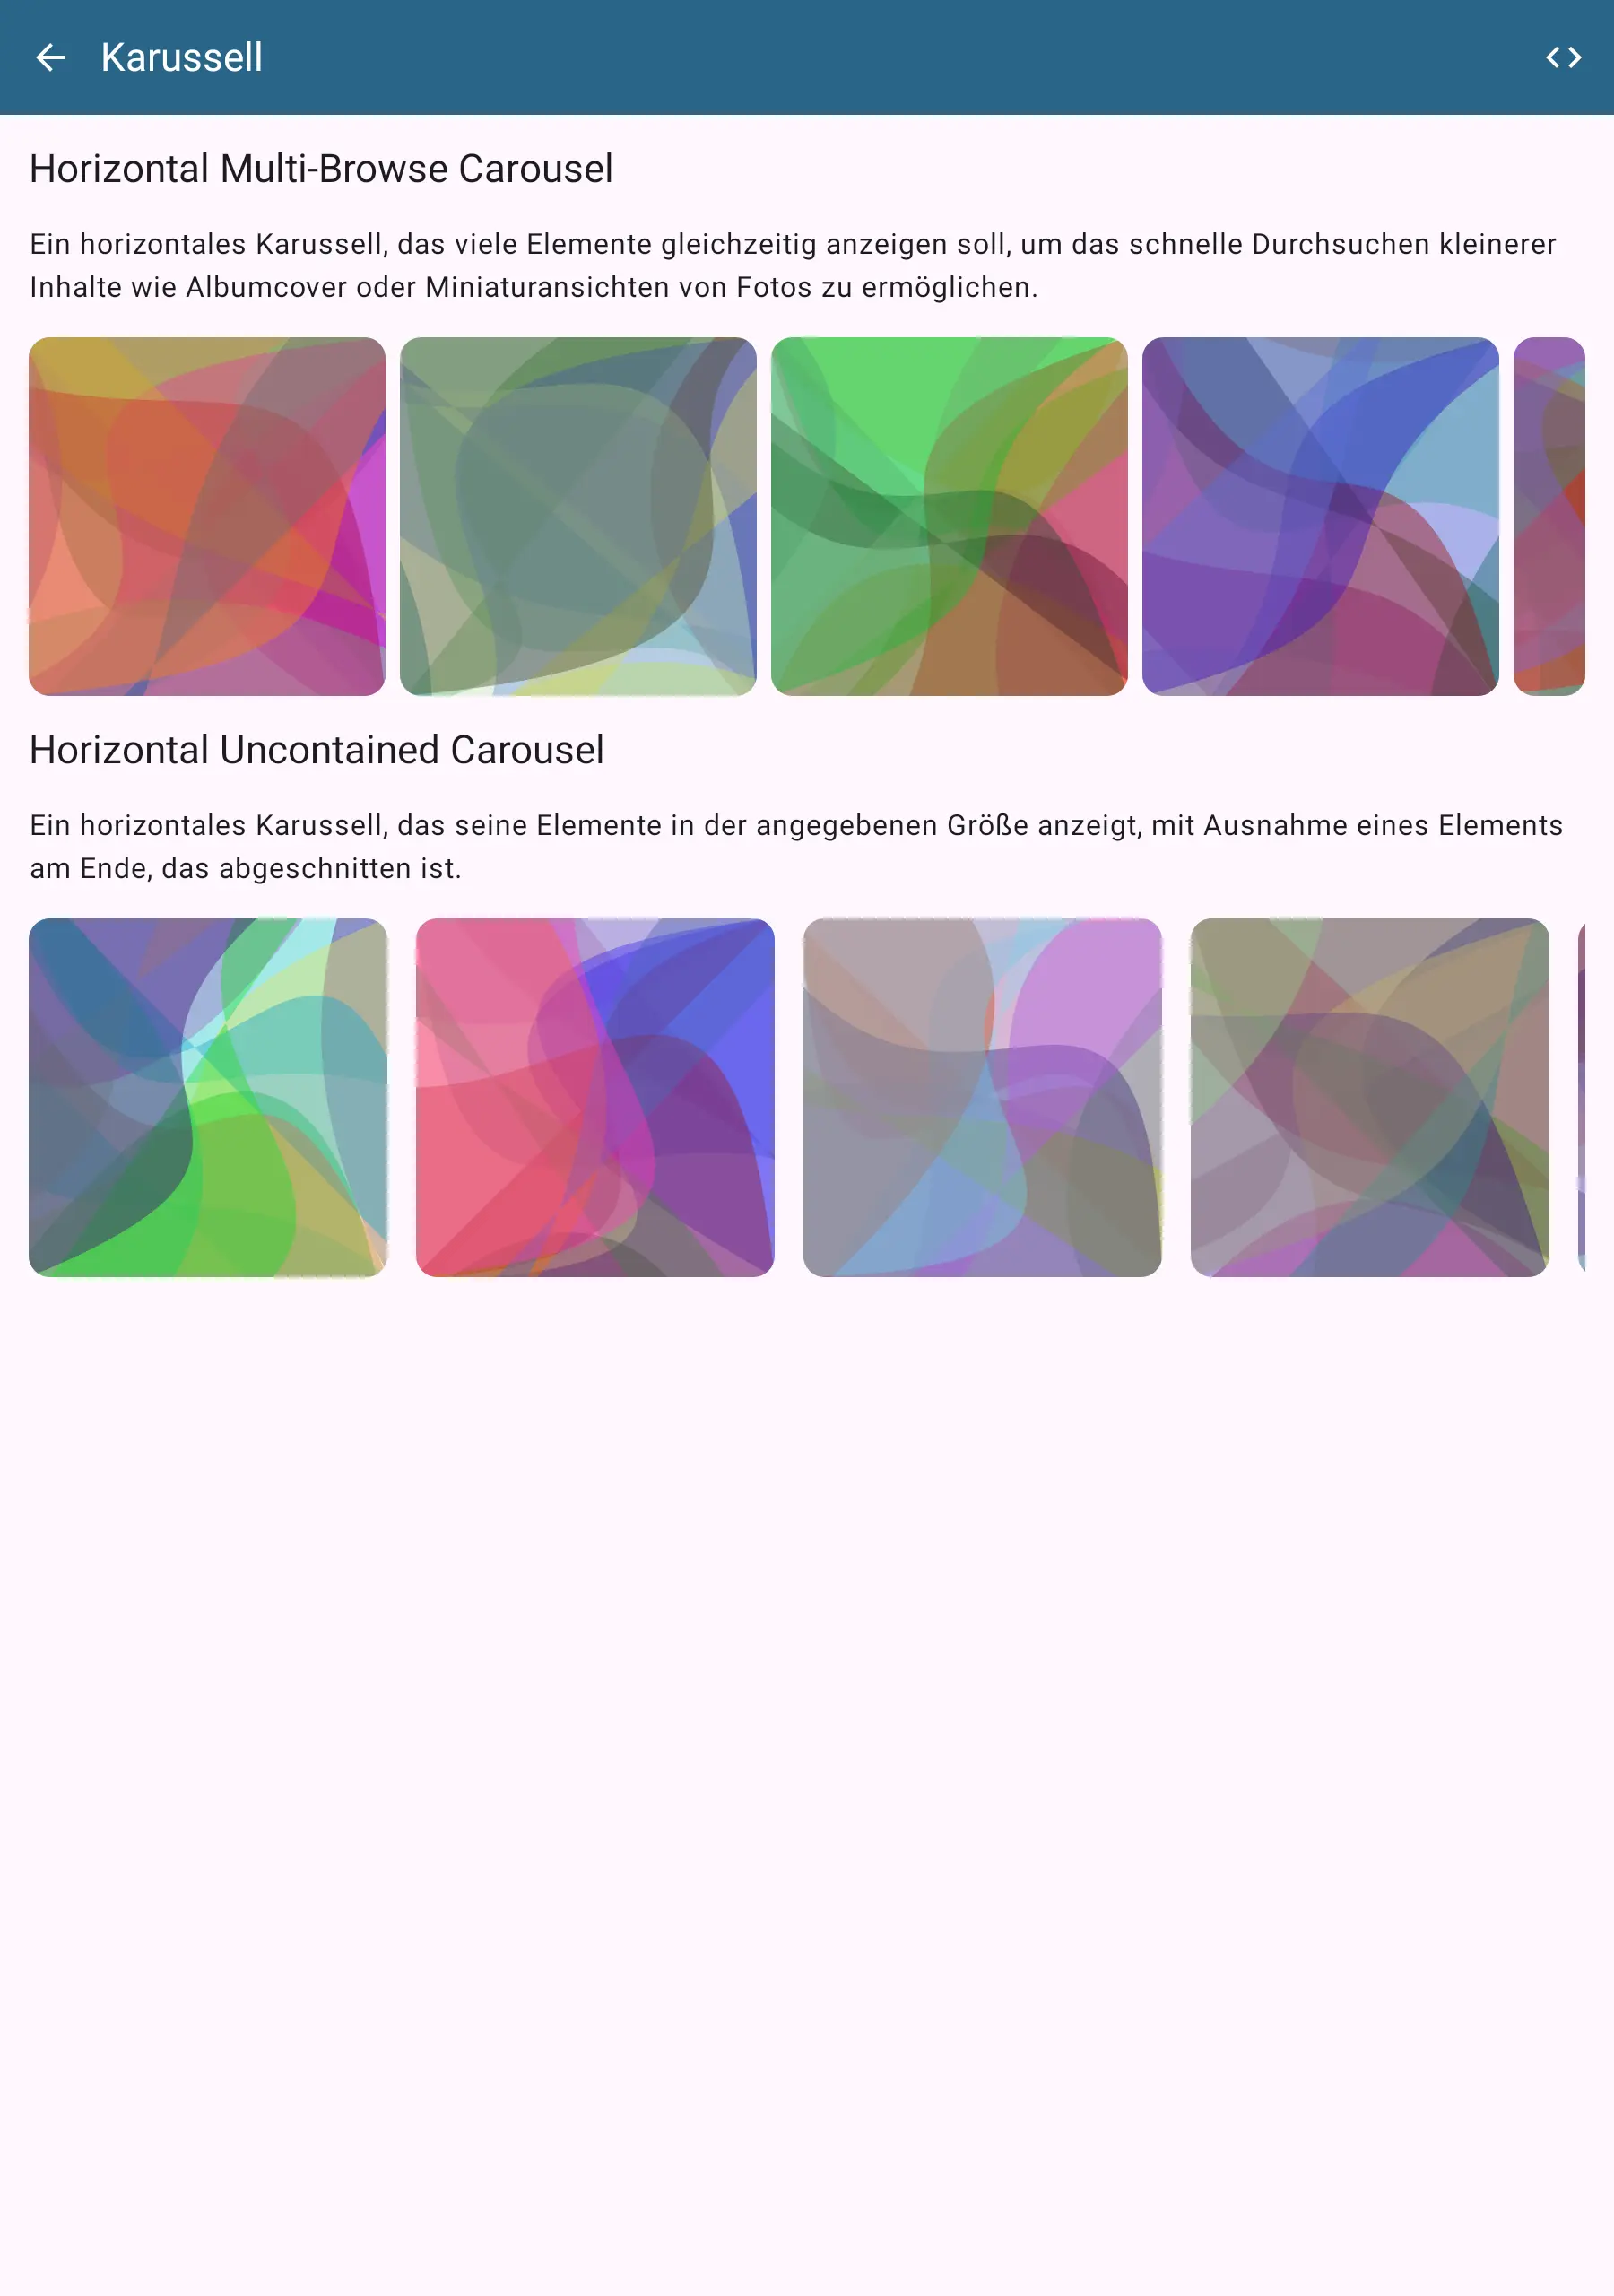 Karussell
Horizontal Multi-Browse Carousel
Ein horizontales Karussell, das viele Elemente gleichzeitig anzeigen soll, um das schnelle Durchsuchen kleinerer
Inhalte wie Albumcover oder Miniaturansichten von Fotos zu ermöglichen.
Horizontal Uncontained Carousel
Ein horizontales Karussell, das seine Elemente in der angegebenen Größe anzeigt, mit Ausnahme eines Elements
am Ende, das abgeschnitten ist.